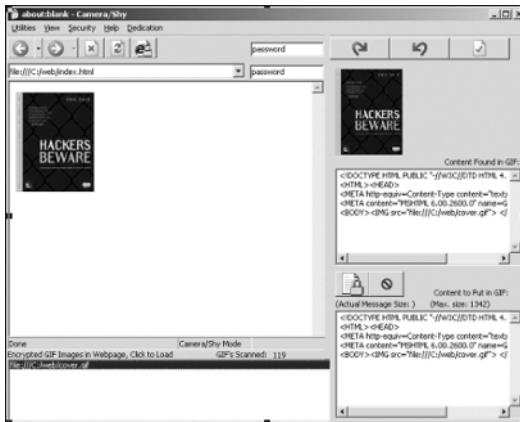 about:blank - Camera/Shy
Utilities View Security Help Dedication
password
file:///C:/web/index.html
password
HACKERS
BEWARE
HACKERS
BEWARE
Content Found in GIF:
<!DOCTYPE HTML PUBLIC "-//W3C//DTD HTML 4.
<HTML><HEAD>
<META http-equiv=Content-Type content="text/
<META content="MSHTML 6.00.2600.0" name=G
<BODY><IMG src="file:///C:/web/cover.gif"> </
Content to Put in GIF:
(Actual Message Size: ) (Max. size: 1342)
<!DOCTYPE HTML PUBLIC "-//W3C//DTD HTML 4.
<HTML><HEAD>
<META http-equiv=Content-Type content="text/
<META content="MSHTML 6.00.2600.0" name=G
<BODY><IMG src="file:///C:/web/cover.gif"> </
Done Camera/Shy Mode
Encrypted GIF Images in Webpage, Click to Load GIF's Scanned: 119
file:///C:/web/cover.gif